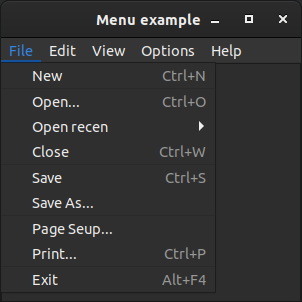 Menu example
File Edit View Options Help
New Ctrl+N
Open... Ctrl+O
Open recen
Close Ctrl+W
Save Ctrl+S
Save As...
Page Seup...
Print... Ctrl+P
Exit Alt+F4